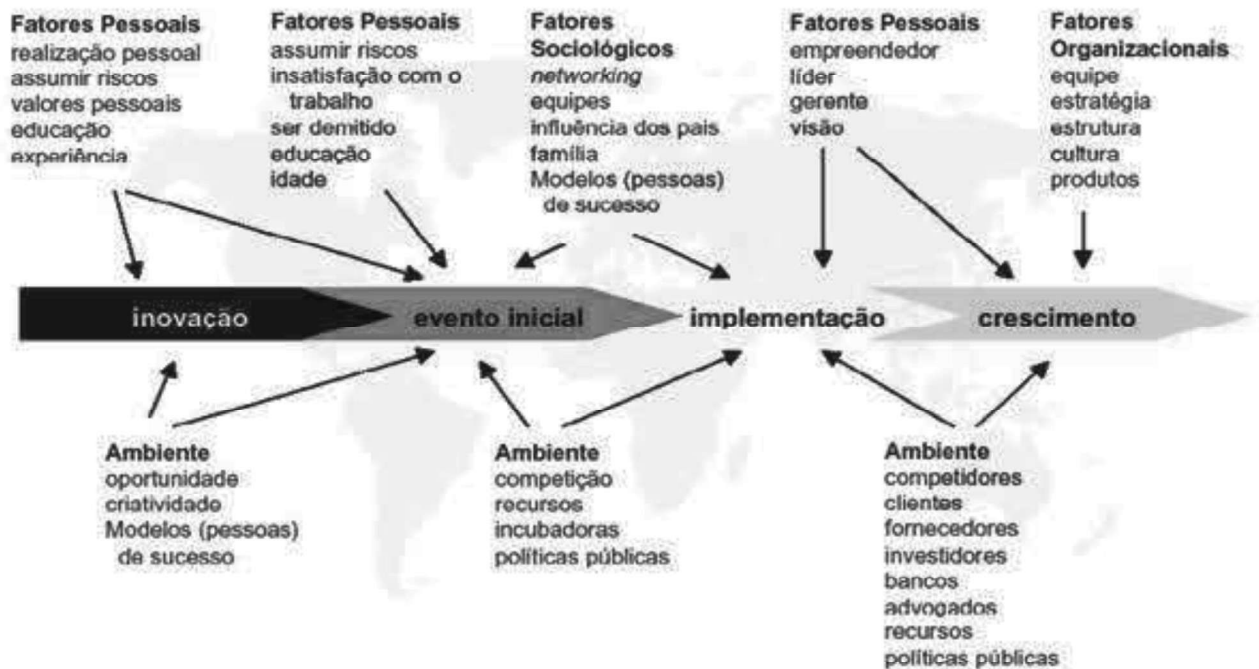 Fatores Pessoais
realização pessoal
assumir riscos
valores pessoais
educação
experiência
Fatores Pessoais
assumir riscos
insatisfação com o
trabalho
ser demitido
educação
idade
Fatores
Sociológicos
networking
equipes
influência dos pais
família
Modelos (pessoas)
de sucesso
Fatores Pessoais
empreendedor
líder
gerente
visão
Fatores
Organizacionais
equipe
estratégia
estrutura
cultura
produtos
inovação
evento inicial
implementação
crescimento
Ambiente
oportunidade
criatividade
Modelos (pessoas)
de sucesso
Ambiente
competição
recursos
incubadoras
políticas públicas
Ambiente
competidores
clientes
fornecedores
investidores
bancos
advogados
recursos
políticas públicas